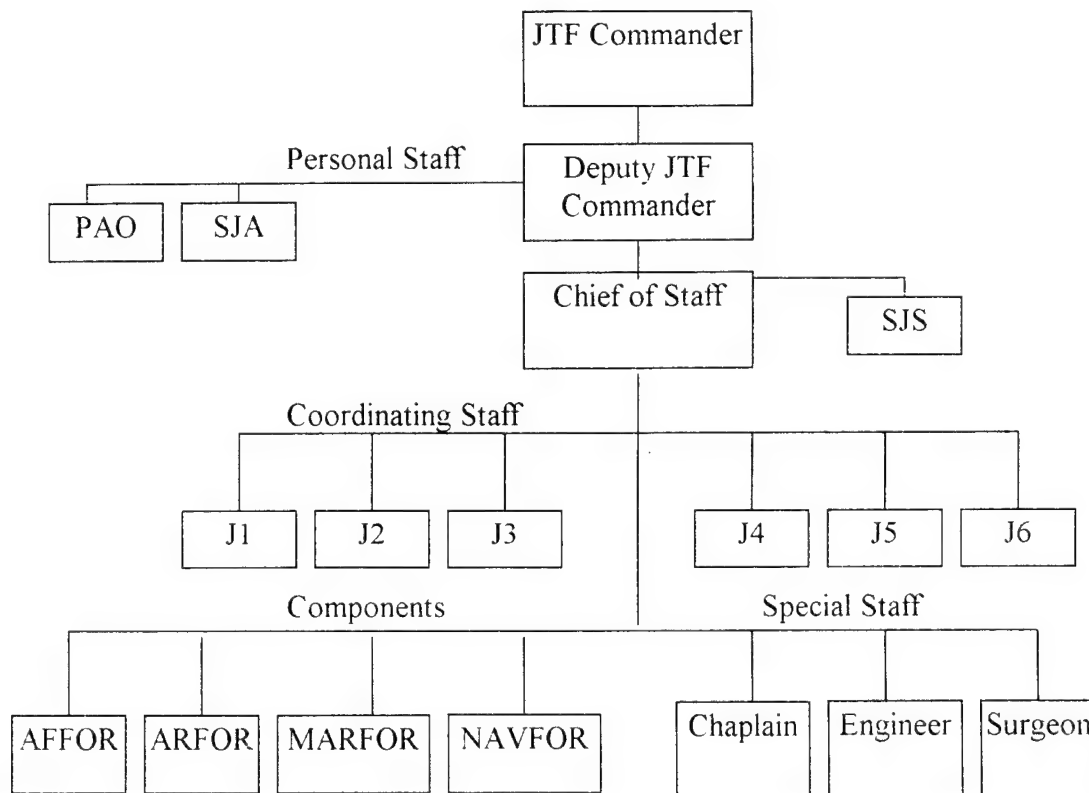 JTF Commander
Personal Staff
Deputy JTF
Commander
PAO
SJA
Chief of Staff
SJS
Coordinating Staff
J1
J2
J3
J4
J5
J6
Components
Special Staff
AFFOR
ARFOR
MARFOR
NAVFOR
Chaplain
Engineer
Surgeon